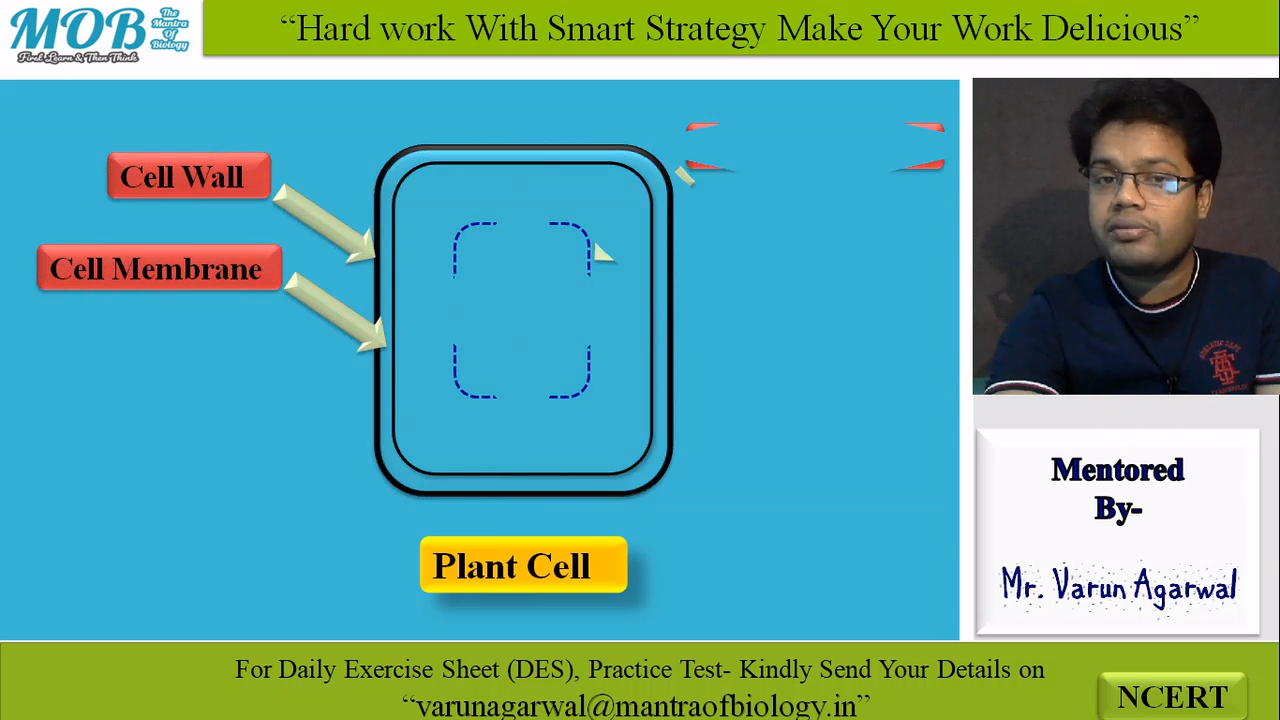 MOB The
Mantra
Of
Biology
First Learn & Then Think
“Hard work With Smart Strategy Make Your Work Delicious”
Cell Wall
Cell Membrane
Plant Cell
Mentored
By-
Mr. Varun Agarwal
For Daily Exercise Sheet (DES), Practice Test- Kindly Send Your Details on
“varunagarwal@mantraofbiology.in”
NCERT